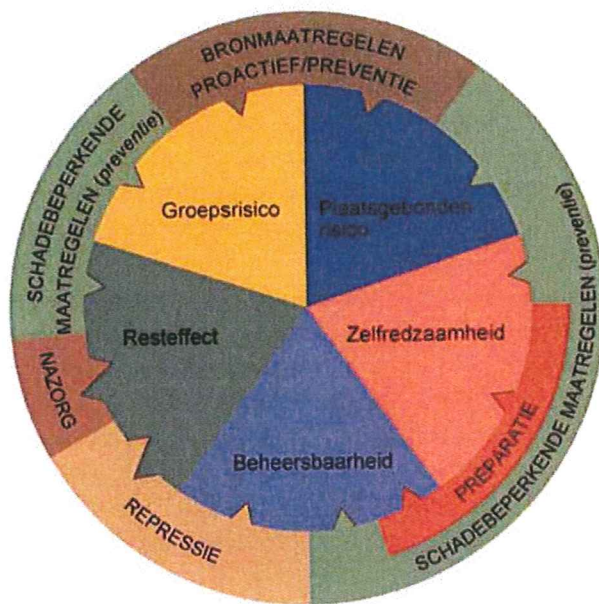 BRONMAATREGELEN
PROACTIEF/PREVENTIE
SCHADEBEPERKENDE
MAATREGELEN (preventie)
SCHADEBEPERKENDE MAATREGELEN (preventie)
Groepsrisico
Plaatsgebonden
risico
Resteffect
Zelfredzaamheid
Beheersbaarheid
NAZORG
REPRESSIE
PREPARATIE